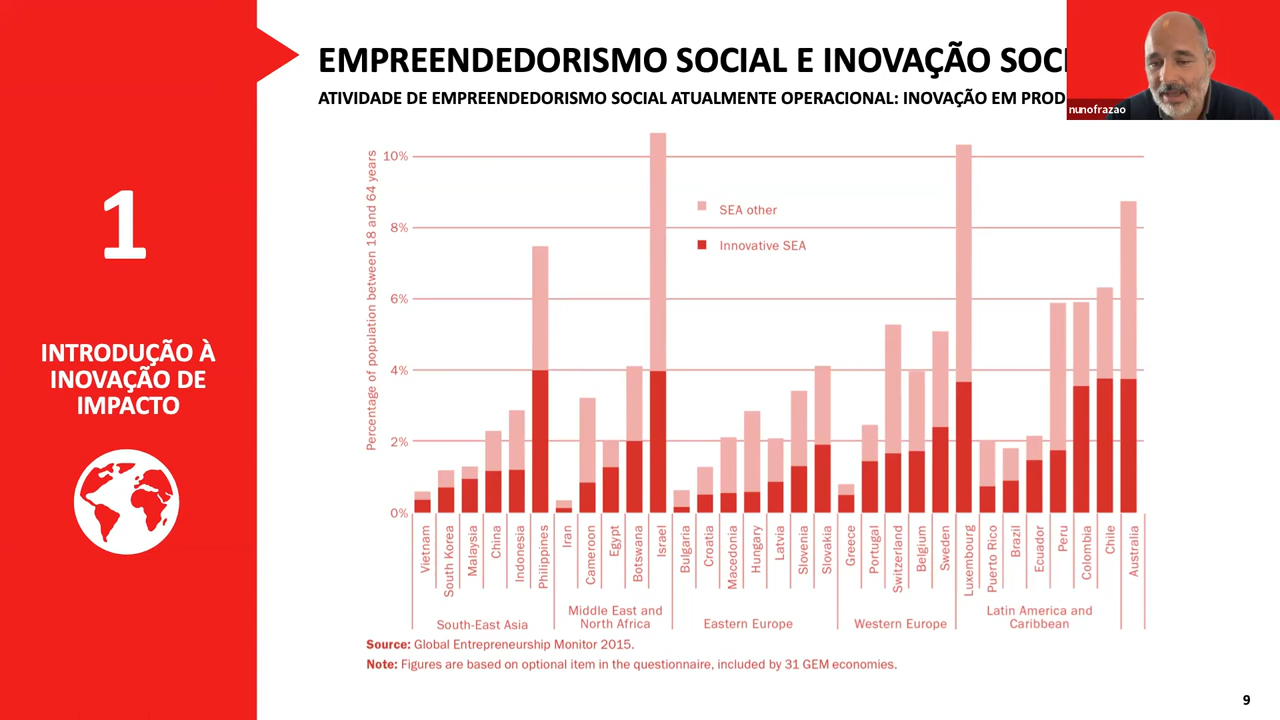 1
INTRODUÇÃO À
INOVAÇÃO DE
IMPACTO
EMPREENDEDORISMO SOCIAL E INOVAÇÃO
ATIVIDADE DE EMPREENDEDORISMO SOCIAL ATUALMENTE OPERACIONAL: INOVAÇÃO EM
nunofrazao
Percentage of population between 18 and 64 years
10%
8%
6%
4%
2%
0%
SEA other
Innovative SEA
Vietnam
South Korea
Malaysia
China
Indonesia
Philippines
Iran
Cameroon
Egypt
Botswana
Israel
Bulgaria
Croatia
Macedonia
Hungary
Latvia
Slovenia
Slovakia
Greece
Portugal
Switzerland
Belgium
Sweden
Luxembourg
Puerto Rico
Brazil
Ecuador
Peru
Colombia
Chile
Australia
South-East Asia
Middle East and
North Africa
Eastern Europe
Western Europe
Latin America and
Caribbean
Source: Global Entrepreneurship Monitor 2015.
Note: Figures are based on optional item in the questionnaire, included by 31 GEM economies.
9